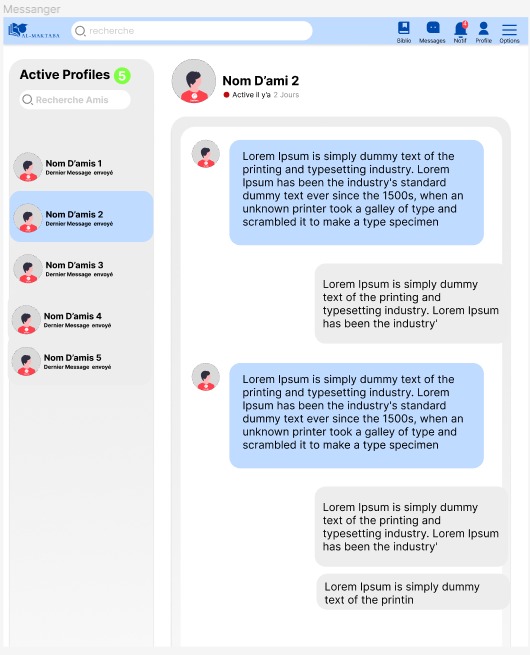 Messanger
AL-MAKTABA
recherche
Biblio
Messages
Notif
Profile
Options
Active Profiles 5
Recherche Amis
Nom D'amis 1
Dernier Message envoyé
Nom D'amis 2
Dernier Message envoyé
Nom D'amis 3
Dernier Message envoyé
Nom D'amis 4
Dernier Message envoyé
Nom D'amis 5
Dernier Message envoyé
Nom D'ami 2
Active il y'a 2 Jours
Lorem Ipsum is simply dummy text of the
printing and typesetting industry. Lorem
Ipsum has been the industry's standard
dummy text ever since the 1500s, when an
unknown printer took a galley of type and
scrambled it to make a type specimen
Lorem Ipsum is simply dummy
text of the printing and
typesetting industry. Lorem Ipsum
has been the industry'
Lorem Ipsum is simply dummy text of the
printing and typesetting industry. Lorem
Ipsum has been the industry's standard
dummy text ever since the 1500s, when an
unknown printer took a galley of type and
scrambled it to make a type specimen
Lorem Ipsum is simply dummy
text of the printing and
typesetting industry. Lorem Ipsum
has been the industry'
Lorem Ipsum is simply dummy
text of the printin